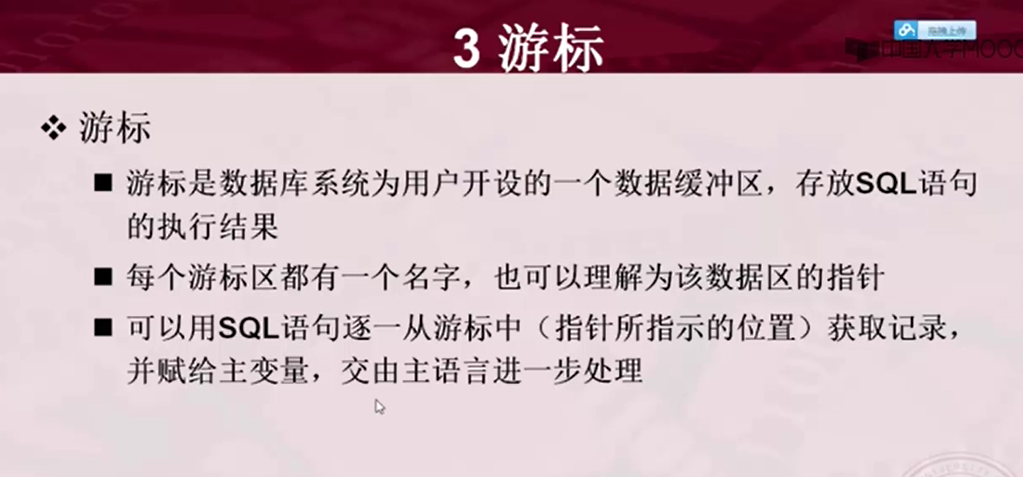 3 游标
拖拽上传
中国大学MOOC
游标
游标是数据库系统为用户开设的一个数据缓冲区，存放SQL语句
的执行结果
每个游标区都有一个名字，也可以理解为该数据区的指针
可以用SQL语句逐一从游标中（指针所指示的位置）获取记录，
并赋给主变量，交由主语言进一步处理